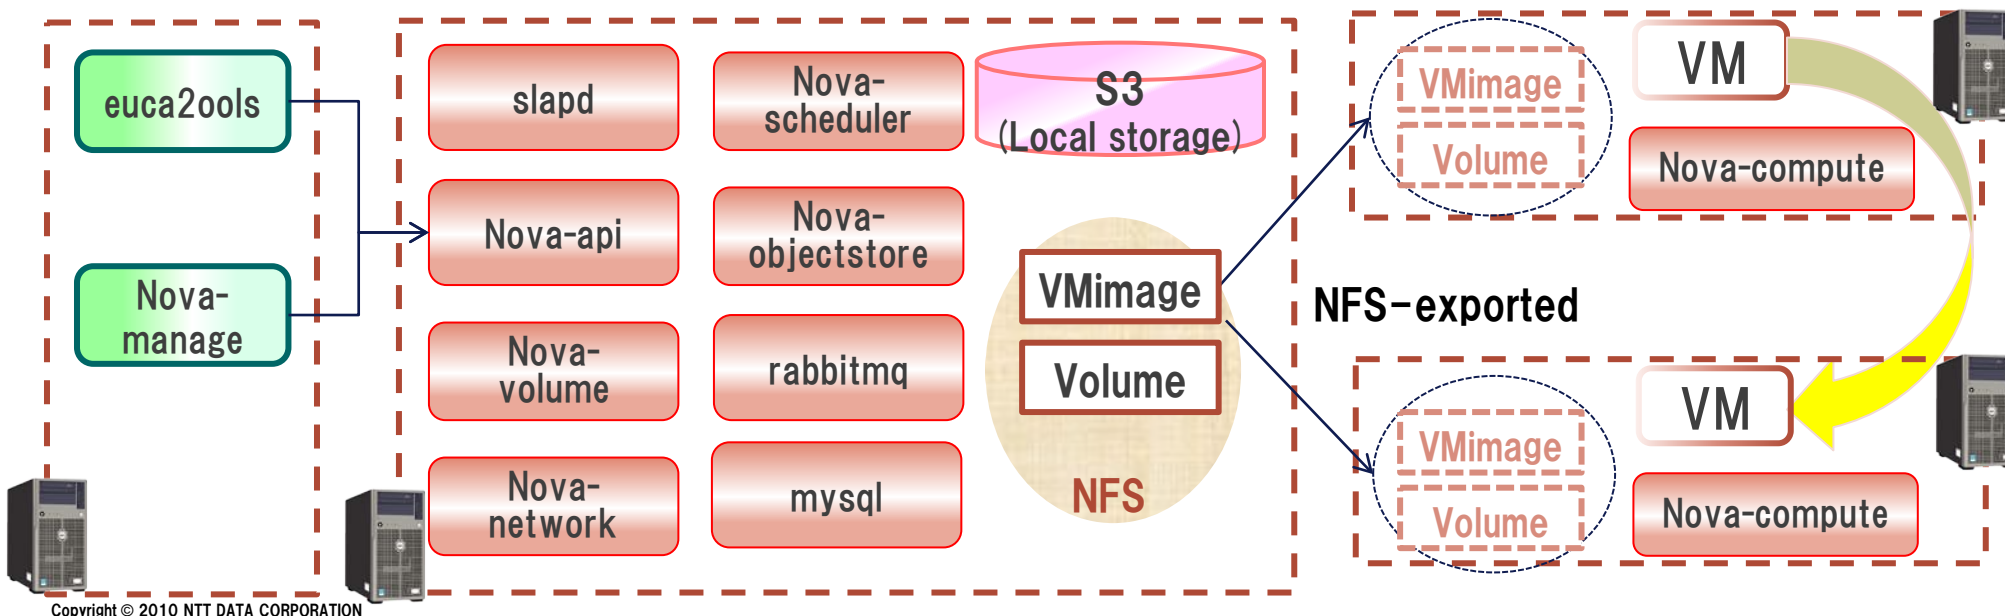 euca2ools
Nova-
manage
slapd
Nova-
scheduler
S3
(Local storage)
Nova-api
Nova-
objectstore
Nova-
volume
rabbitmq
Nova-
network
mysql
VMimage
Volume
NFS
NFS-exported
VMimage
Volume
VM
Nova-compute
VMimage
Volume
VM
Nova-compute
Copyright © 2010 NTT DATA CORPORATION